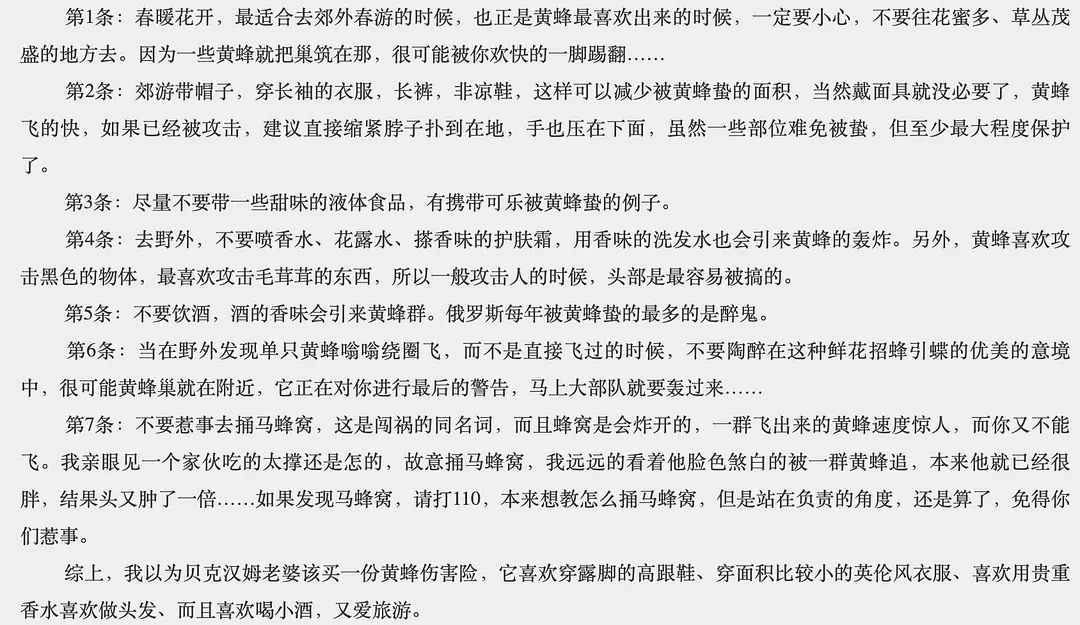 第1条：春暖花开，最适合去郊外春游的时候，也正是黄蜂最喜欢出来的时候，一定要小心，不要往花蜜多、草丛茂
盛的地方去。因为一些黄蜂就把巢筑在那，很可能被你欢快的一脚踢翻……
第2条：郊游带帽子，穿长袖的衣服，长裤，非凉鞋，这样可以减少被黄蜂蛰的面积，当然戴面具就没必要了，黄蜂
飞的快，如果已经被攻击，建议直接缩紧脖子扑到在地，手也压在下面，虽然一些部位难免被蛰，但至少最大程度保护
了。
第3条：尽量不要带一些甜味的液体食品，有携带可乐被黄蜂蛰的例子。
第4条：去野外，不要喷香水、花露水、搽香味的护肤霜，用香味的洗发水也会引来黄蜂的轰炸。另外，黄蜂喜欢攻
击黑色的物体，最喜欢攻击毛茸茸的东西，所以一般攻击人的时候，头部是最容易被搞的。
第5条：不要饮酒，酒的香味会引来黄蜂群。俄罗斯每年被黄蜂蛰的最多的是醉鬼。
第6条：当在野外发现单只黄蜂嗡嗡绕圈飞，而不是直接飞过的时候，不要陶醉在这种鲜花招蜂引蝶的优美的意境
中，很可能黄蜂巢就在附近，它正在对你进行最后的警告，马上大部队就要轰过来……
第7条：不要惹事去捅马蜂窝，这是闯祸的同名词，而且蜂窝是会炸开的，一群飞出来的黄蜂速度惊人，而你又不能
飞。我亲眼见一个家伙吃的太撑还是怎的，故意捅马蜂窝，我远远的看着他脸色煞白的被一群黄蜂追，本来他就已经很
胖，结果头又肿了一倍……如果发现马蜂窝，请打110，本来想教怎么捅马蜂窝，但是站在负责的角度，还是算了，免得你
们惹事。
综上，我以为贝克汉姆老婆该买一份黄蜂伤害险，它喜欢穿露脚的高跟鞋、穿面积比较小的英伦风衣服、喜欢用贵重
香水喜欢做头发、而且喜欢喝小酒，又爱旅游。